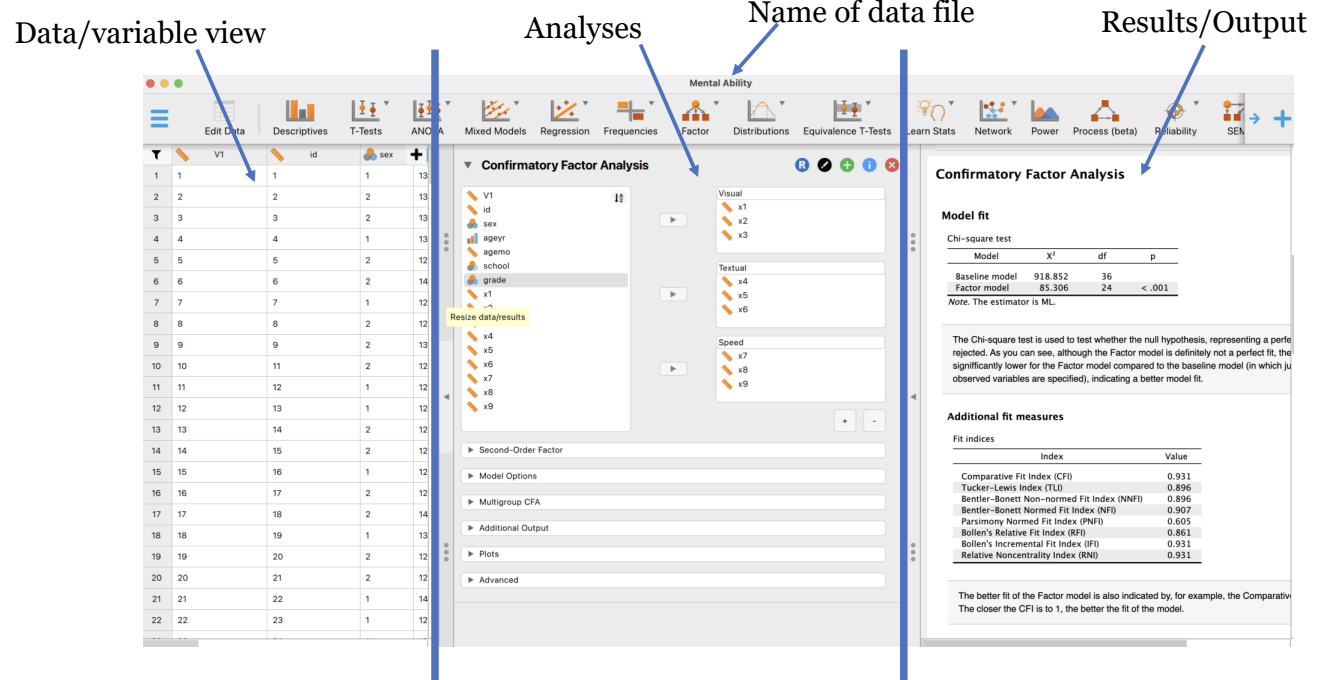 Data/variable view
Analyses
Name of data file
Results/Output
Mental Ability
Edit Data
Descriptives
T-Tests
ANO A
Mixed Models
Regression
Frequencies
Factor
Distributions
Equivalence T-Tests
earn Stats
Network
Power
Process (beta)
Reliability
SEM
V1 id sex
1 1 1 1 13
2 2 2 2 13
3 3 3 2 13
4 4 4 1 13
5 5 5 2 12
6 6 6 2 14
7 7 7 1 12
8 8 8 2 12
9 9 9 2 13
10 10 11 2 12
11 11 12 1 12
12 12 13 1 12
13 13 14 2 12
14 14 15 2 12
15 15 16 1 12
16 16 17 2 12
17 17 18 2 14
18 18 19 1 13
19 19 20 2 12
20 20 21 2 12
21 21 22 1 14
22 22 23 1 12
Confirmatory Factor Analysis
R
V1
id
sex
ageyr
agemo
school
grade
x1
Resize data/results
x4
x5
x6
x7
x8
x9
Visual
x1
x2
x3
Textual
x4
x5
x6
Speed
x7
x8
x9
+ -
Second-Order Factor
Model Options
Multigroup CFA
Additional Output
Plots
Advanced
Confirmatory Factor Analysis
Model fit
Chi-square test
Model X² df p
Baseline model 918.852 36
Factor model 85.306 24 < .001
Note. The estimator is ML.
The Chi-square test is used to test whether the null hypothesis, representing a perfe
rejected. As you can see, although the Factor model is definitely not a perfect fit, the
significantly lower for the Factor model compared to the baseline model (in which ju
observed variables are specified), indicating a better model fit.
Additional fit measures
Fit indices
Index Value
Comparative Fit Index (CFI) 0.931
Tucker-Lewis Index (TLI) 0.896
Bentler-Bonett Non-normed Fit Index (NNFI) 0.896
Bentler-Bonett Normed Fit Index (NFI) 0.907
Parsimony Normed Fit Index (PNFI) 0.605
Bollen's Relative Fit Index (RFI) 0.861
Bollen's Incremental Fit Index (IFI) 0.931
Relative Noncentrality Index (RNI) 0.931
The better fit of the Factor model is also indicated by, for example, the Comparativ
The closer the CFI is to 1, the better the fit of the model.